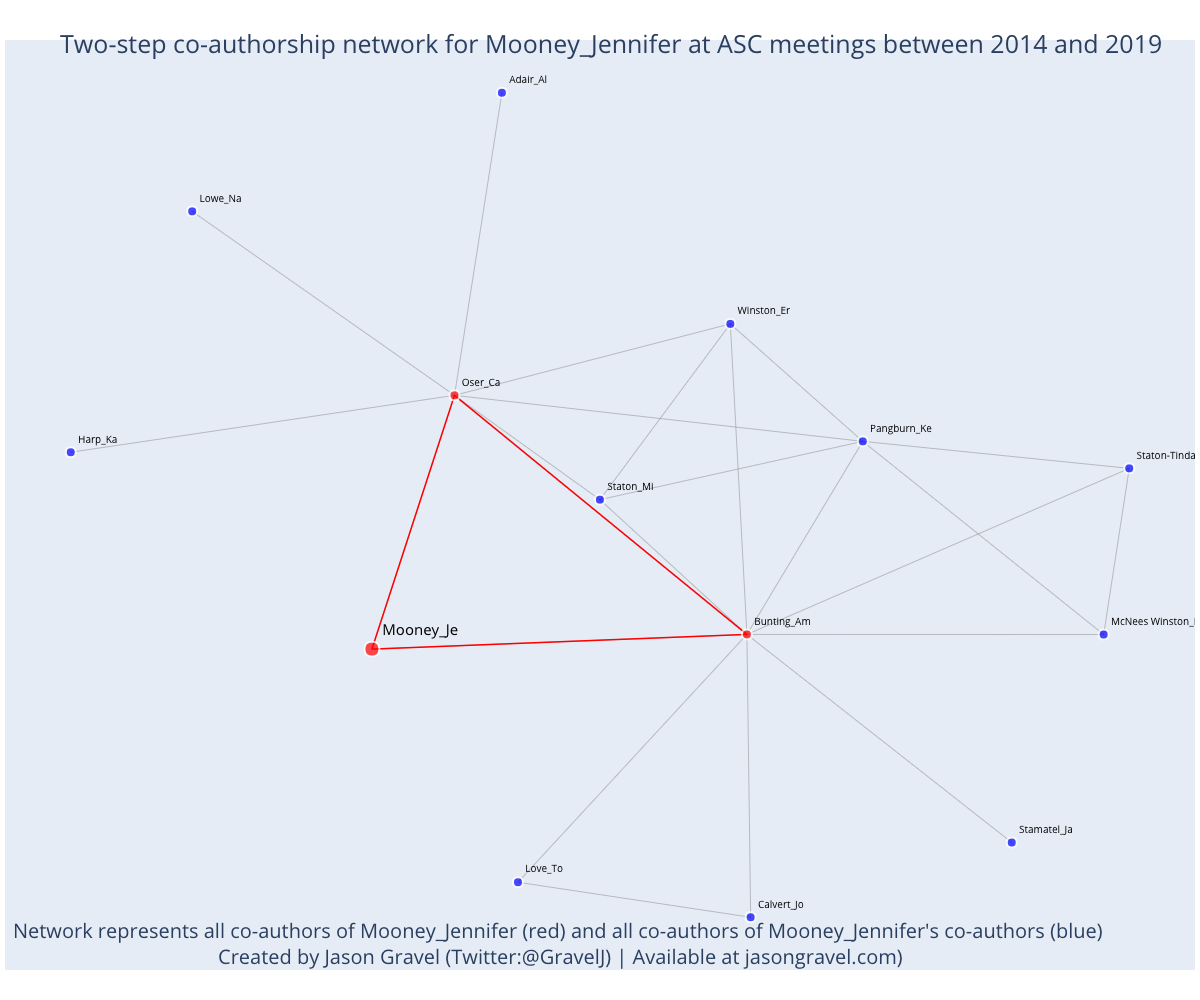 Two-step co-authorship network for Mooney_Jennifer at ASC meetings between 2014 and 2019
Adair_Al
Lowe_Na
Winston_Er
Oser_Ca
Pangburn_Ke
Harp_Ka
Staton-Tinda
Staton_Mi
Bunting_Am
McNees Winston_
Mooney_Je
Stamatel_Ja
Love_To
Calvert_Jo
Network represents all co-authors of Mooney_Jennifer (red) and all co-authors of Mooney_Jennifer's co-authors (blue)
Created by Jason Gravel (Twitter:@GravelJ) | Available at jasongravel.com)